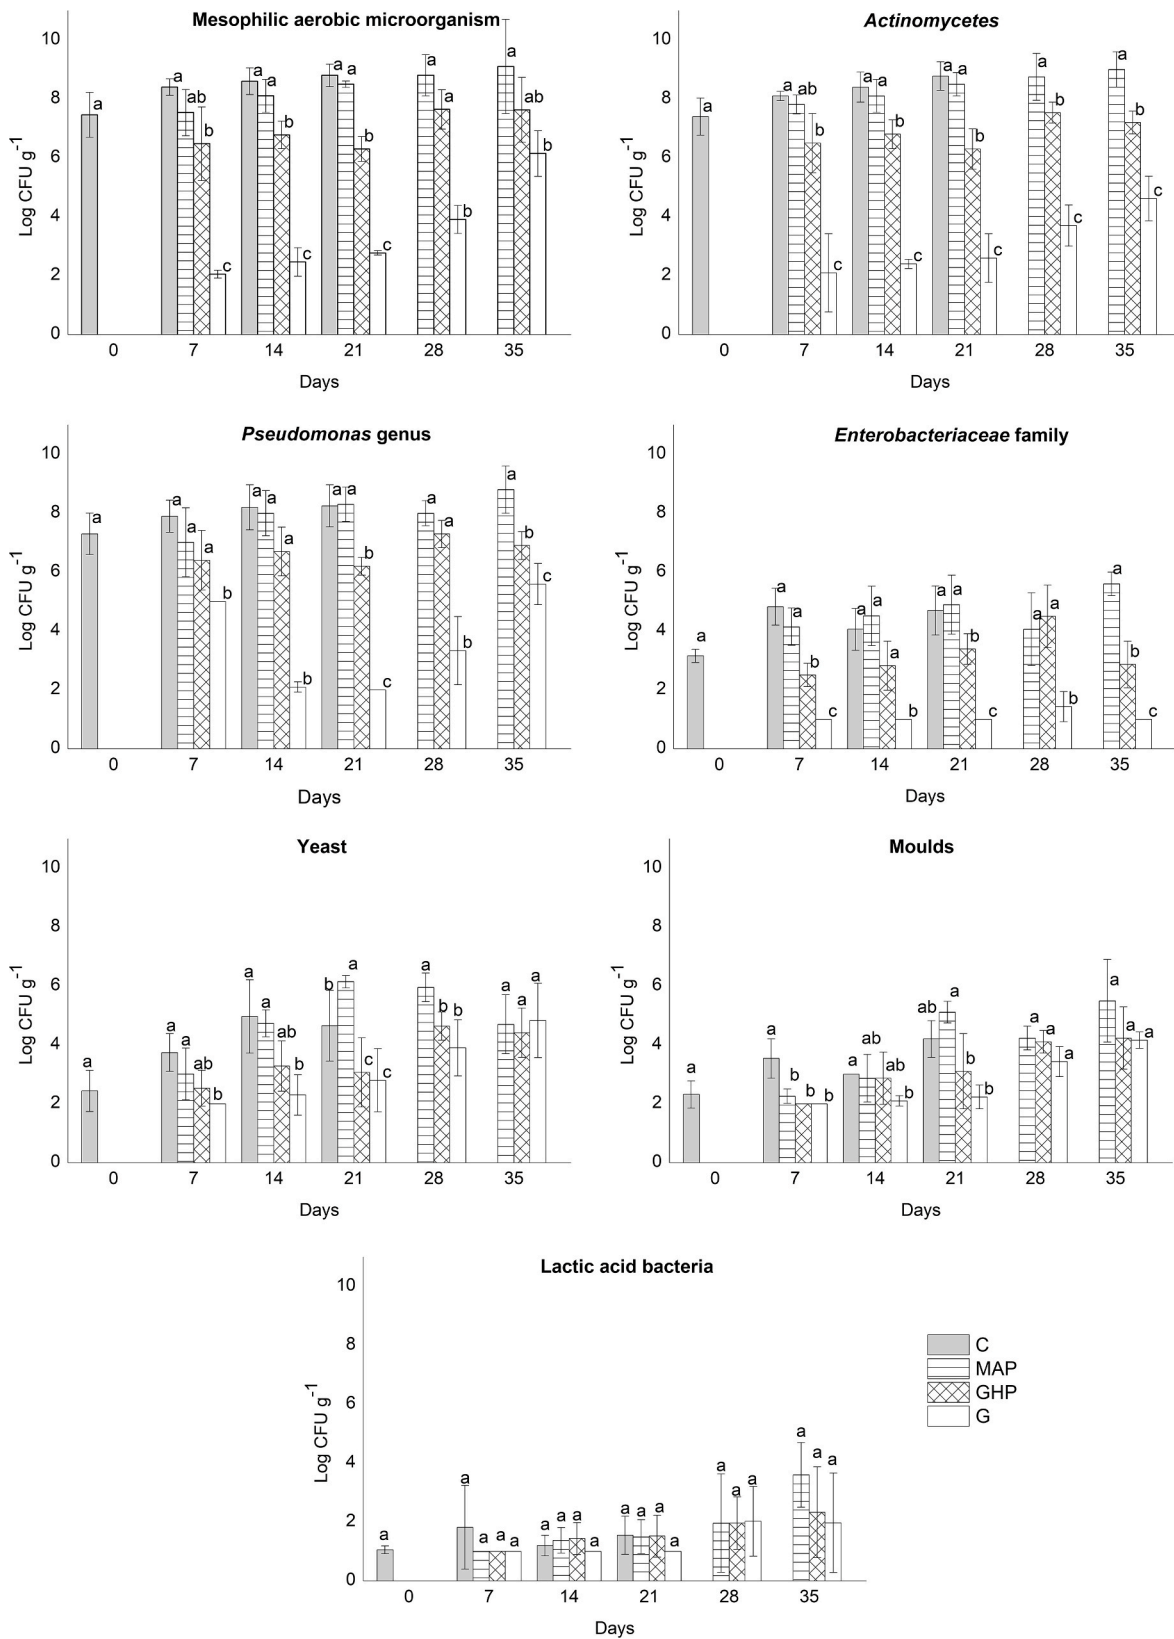 Mesophilic aerobic microorganism
10
8
6
4
2
0
Log CFU g-1
a
a ab b c
a a b c
a a b c
a a b
a ab b
0 7 14 21 28 35
Days
Actinomycetes
10
8
6
4
2
0
Log CFU g-1
a
a ab b c
a a b c
a a b c
a b c
a b c
0 7 14 21 28 35
Days
Pseudomonas genus
10
8
6
4
2
0
Log CFU g-1
a
a a a b
a a a b
a a b c
a a b
a b c
0 7 14 21 28 35
Days
Enterobacteriaceae family
10
8
6
4
2
0
Log CFU g-1
a
a a b c
a a a b
a a b c
a a b
a b c
0 7 14 21 28 35
Days
Yeast
10
8
6
4
2
0
Log CFU g-1
a
a a ab b
a a ab b
b a c c
a b b
a a a
0 7 14 21 28 35
Days
Moulds
10
8
6
4
2
0
Log CFU g-1
a
a b b b
a ab a b
ab a b b
a a a
a a a
0 7 14 21 28 35
Days
Lactic acid bacteria
10
8
6
4
2
0
Log CFU g-1
a
a a a a
a a a a
a a a a
a a a
a a a
0 7 14 21 28 35
Days
C
MAP
GHP
G